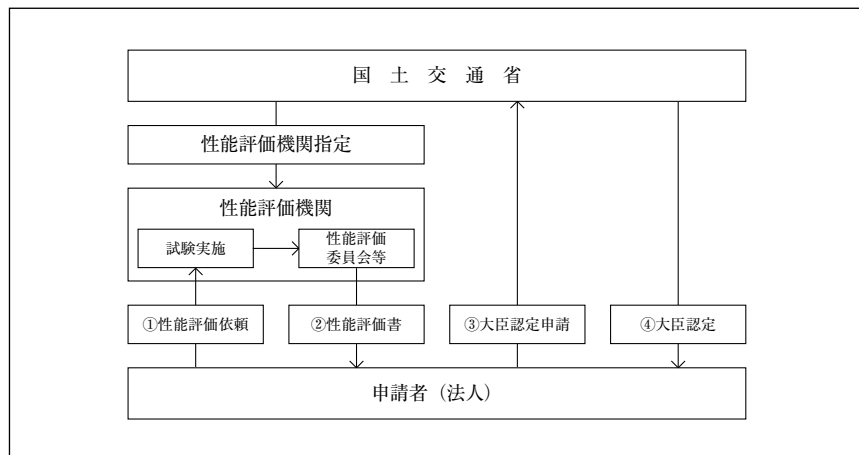 国土交通省
性能評価機関指定
性能評価機関
試験実施
性能評価
委員会等
①性能評価依頼
②性能評価書
③大臣認定申請
④大臣認定
申請者（法人）